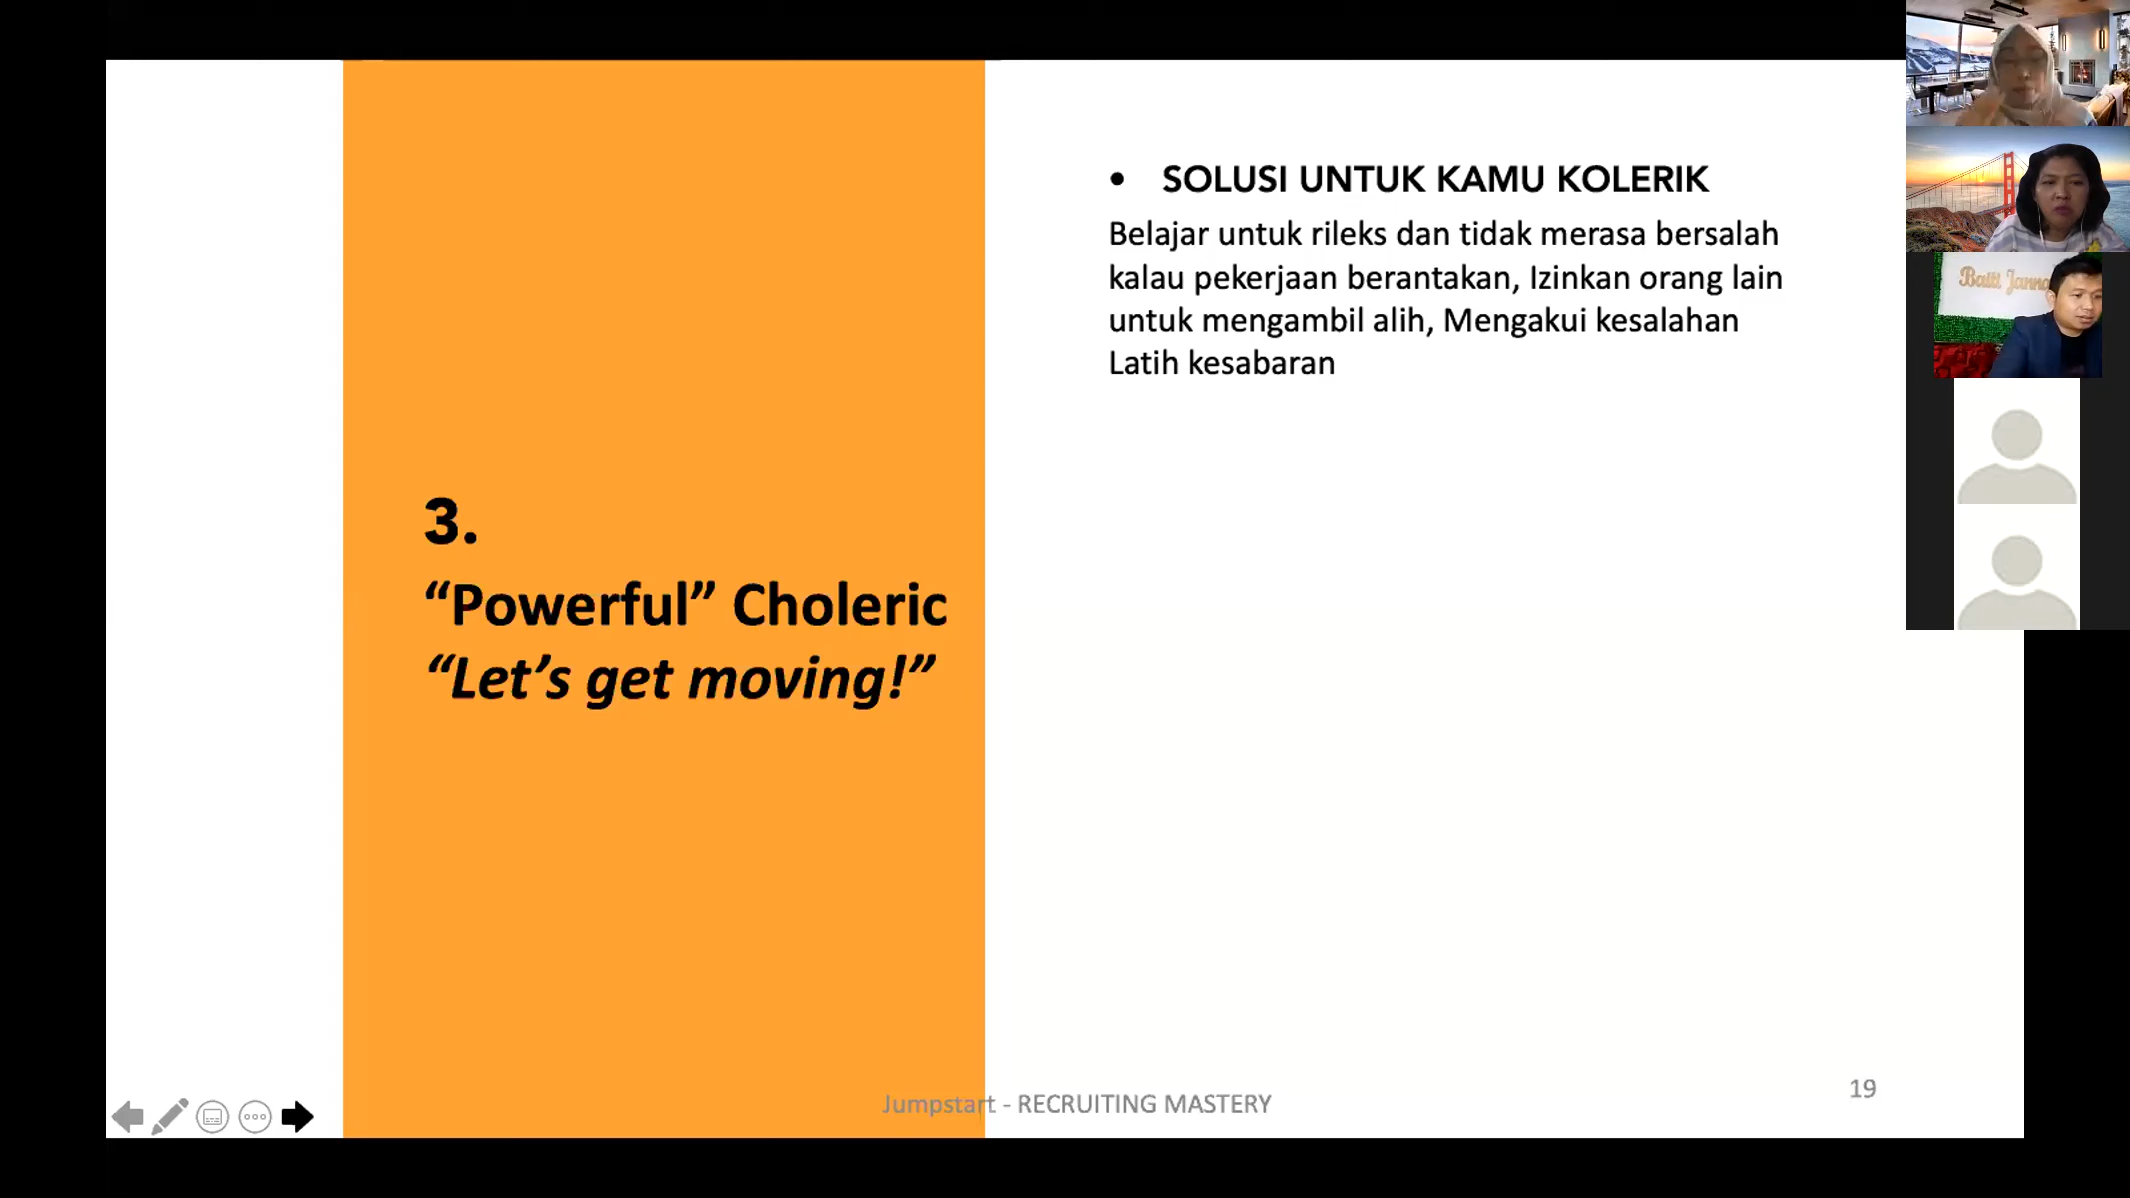 3.
“Powerful” Choleric
“Let’s get moving!”
• SOLUSI UNTUK KAMU KOLERIK
Belajar untuk rileks dan tidak merasa bersalah
kalau pekerjaan berantakan, Izinkan orang lain
untuk mengambil alih, Mengakui kesalahan
Latih kesabaran
Jumpstart - RECRUITING MASTERY
19